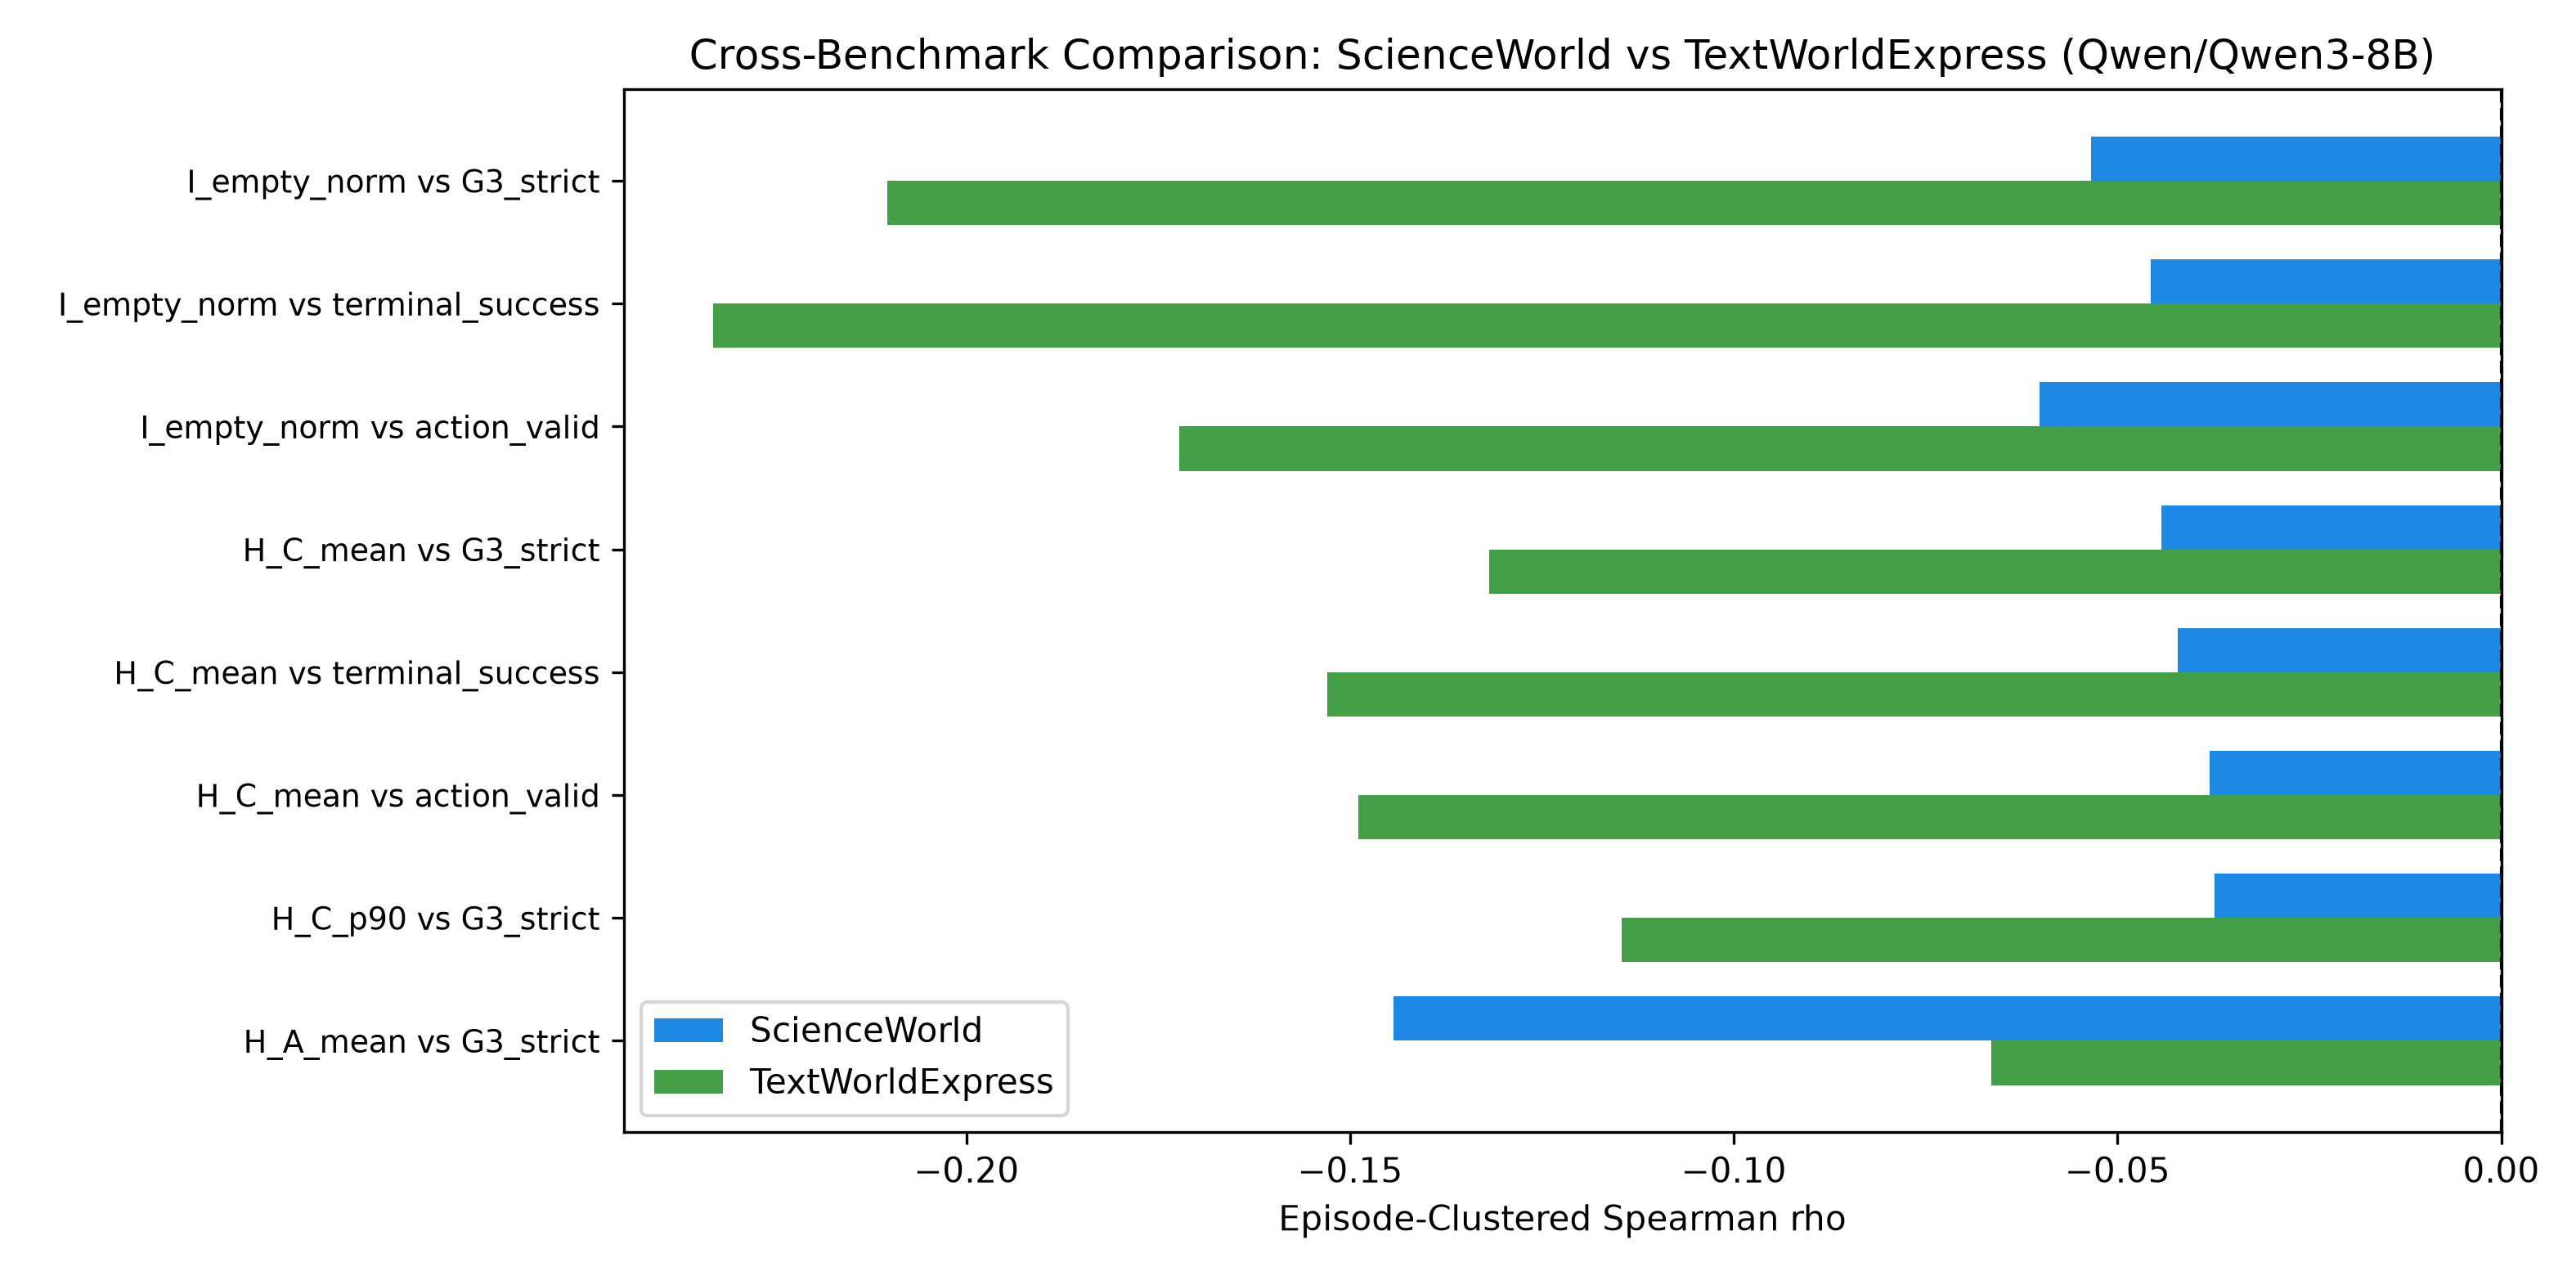 Cross-Benchmark Comparison: ScienceWorld vs TextWorldExpress (Qwen/Qwen3-8B)
I_empty_norm vs G3_strict
I_empty_norm vs terminal_success
I_empty_norm vs action_valid
H_C_mean vs G3_strict
H_C_mean vs terminal_success
H_C_mean vs action_valid
H_C_p90 vs G3_strict
H_A_mean vs G3_strict
ScienceWorld
TextWorldExpress
−0.20 −0.15 −0.10 −0.05 0.00
Episode-Clustered Spearman rho